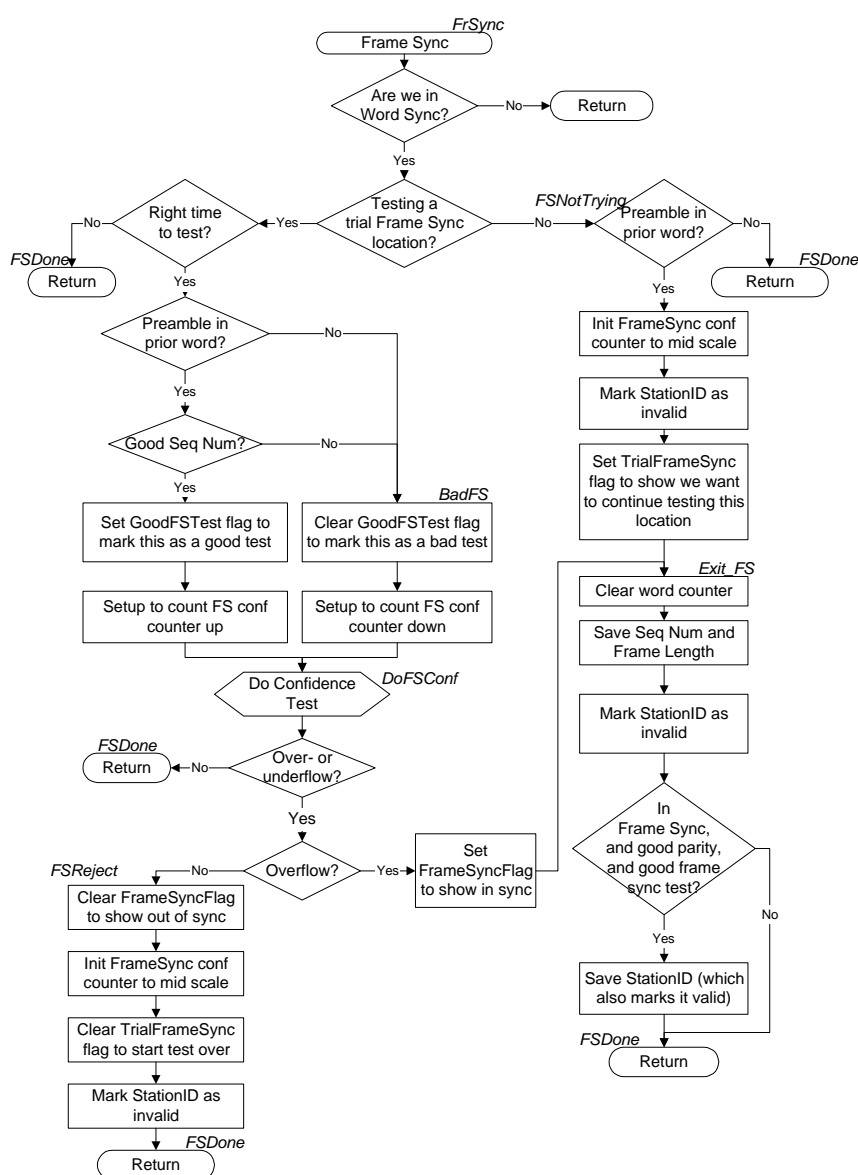 FrSync
Frame Sync
Are we in
Word Sync?
No
Return
Yes
Testing a
trial Frame Sync
location?
Yes
Right time
to test?
No
FSDone
Return
Yes
Preamble in
prior word?
No
Yes
Good Seq Num?
No
Yes
Set GoodFSTest flag to
mark this as a good test
BadFS
Clear GoodFSTest flag
to mark this as a bad test
Setup to count FS conf
counter up
Setup to count FS conf
counter down
DoFSConf
Do Confidence
Test
Over- or
underflow?
No
FSDone
Return
Yes
Overflow?
Yes
Set
FrameSyncFlag
to show in sync
No
FSReject
Clear FrameSyncFlag
to show out of sync
Init FrameSync conf
counter to mid scale
Clear TrialFrameSync
flag to start test over
Mark StationID as
invalid
FSDone
Return
No
FSNotTrying
Preamble in
prior word?
No
FSDone
Return
Yes
Init FrameSync conf
counter to mid scale
Mark StationID as
invalid
Set TrialFrameSync
flag to show we want
to continue testing this
location
Exit_FS
Clear word counter
Save Seq Num and
Frame Length
Mark StationID as
invalid
In
Frame Sync,
and good parity,
and good frame
sync test?
No
Yes
Save StationID (which
also marks it valid)
FSDone
Return